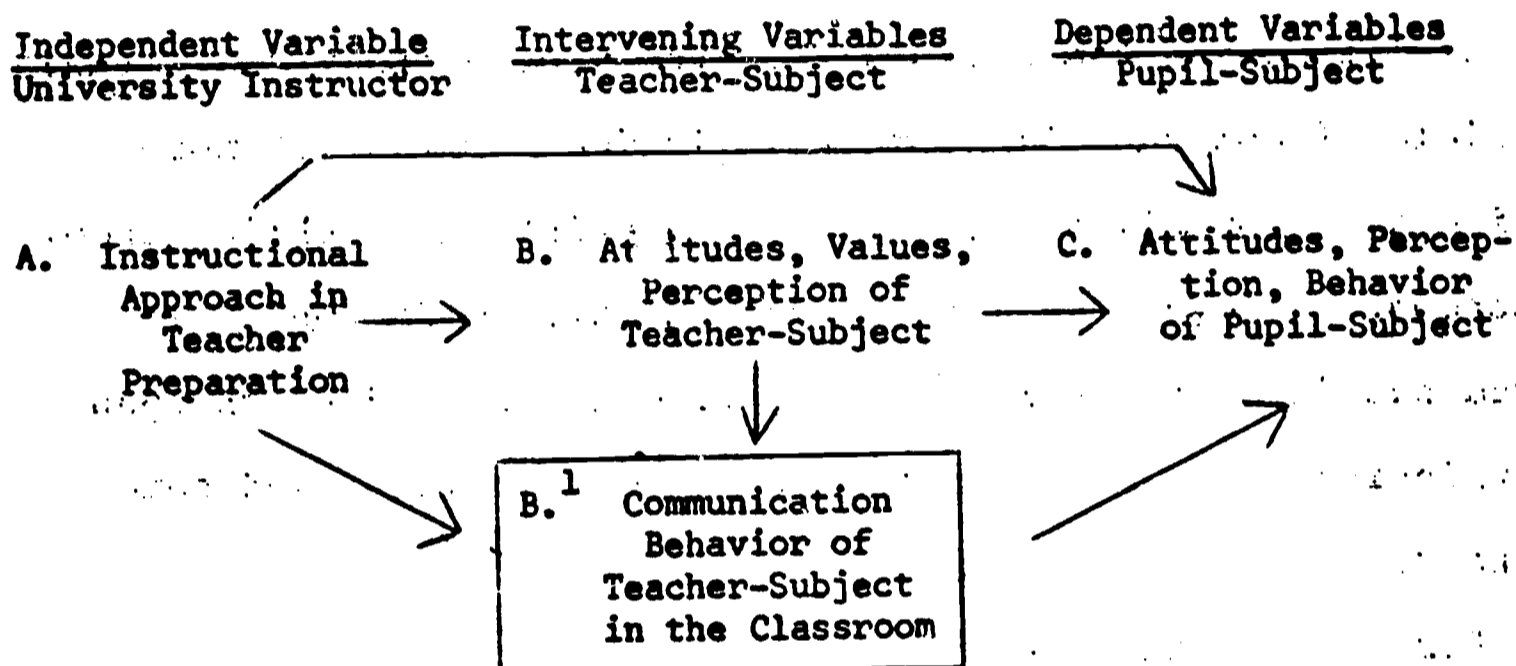 Independent Variable
University Instructor
Intervening Variables
Teacher-Subject
Dependent Variables
Pupil-Subject
A. Instructional
Approach in
Teacher
Preparation
B. At itudes, Values,
Perception of
Teacher-Subject
C. Attitudes, Percep-
tion, Behavior
of Pupil-Subject
B.¹ Communication
Behavior of
Teacher-Subject
in the Classroom